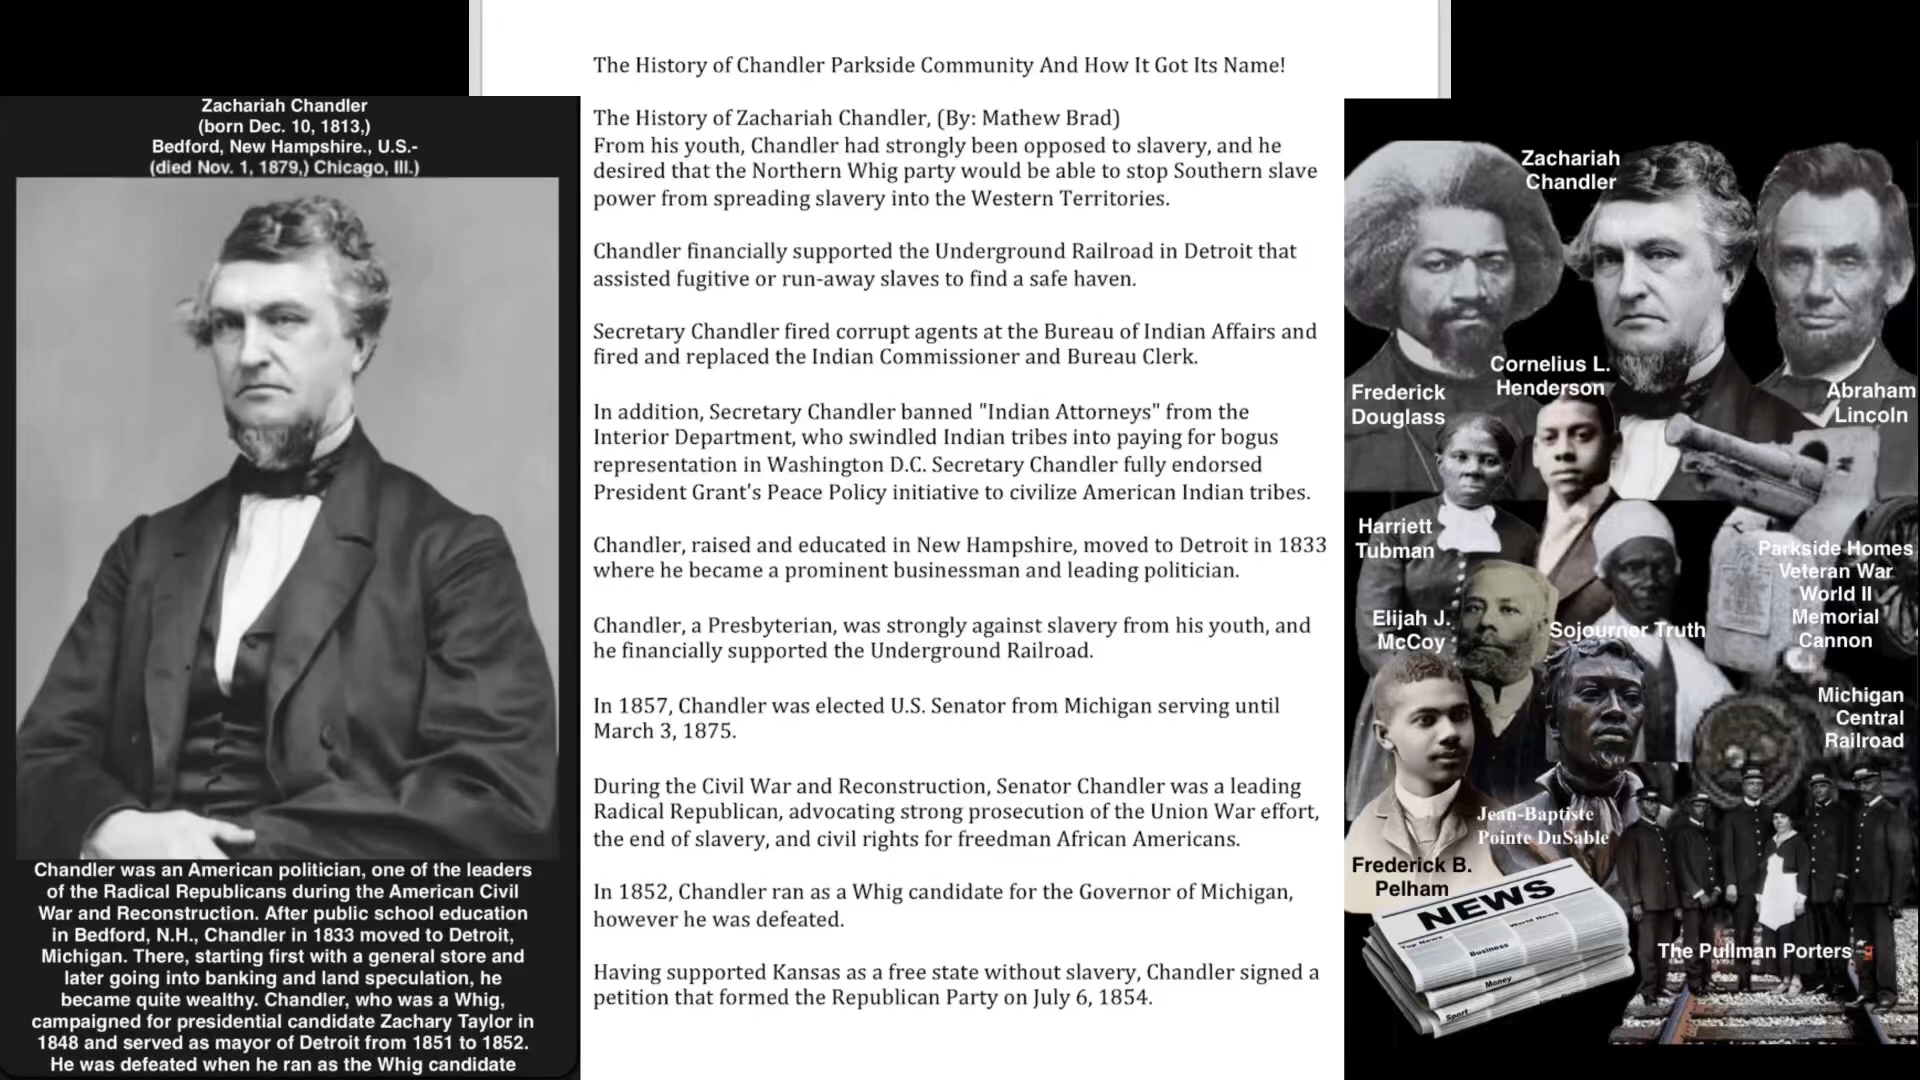 The History of Chandler Parkside Community And How It Got Its Name!
Zachariah Chandler
(born Dec. 10, 1813,)
Bedford, New Hampshire., U.S.-
(died Nov. 1, 1879,) Chicago, Ill.)
Chandler was an American politician, one of the leaders
of the Radical Republicans during the American Civil
War and Reconstruction. After public school education
in Bedford, N.H., Chandler in 1833 moved to Detroit,
Michigan. There, starting first with a general store and
later going into banking and land speculation, he
became quite wealthy. Chandler, who was a Whig,
campaigned for presidential candidate Zachary Taylor in
1848 and served as mayor of Detroit from 1851 to 1852.
He was defeated when he ran as the Whig candidate
The History of Zachariah Chandler, (By: Mathew Brad)
From his youth, Chandler had strongly been opposed to slavery, and he
desired that the Northern Whig party would be able to stop Southern slave
power from spreading slavery into the Western Territories.
Chandler financially supported the Underground Railroad in Detroit that
assisted fugitive or run-away slaves to find a safe haven.
Secretary Chandler fired corrupt agents at the Bureau of Indian Affairs and
fired and replaced the Indian Commissioner and Bureau Clerk.
In addition, Secretary Chandler banned "Indian Attorneys" from the
Interior Department, who swindled Indian tribes into paying for bogus
representation in Washington D.C. Secretary Chandler fully endorsed
President Grant's Peace Policy initiative to civilize American Indian tribes.
Chandler, raised and educated in New Hampshire, moved to Detroit in 1833
where he became a prominent businessman and leading politician.
Chandler, a Presbyterian, was strongly against slavery from his youth, and
he financially supported the Underground Railroad.
In 1857, Chandler was elected U.S. Senator from Michigan serving until
March 3, 1875.
During the Civil War and Reconstruction, Senator Chandler was a leading
Radical Republican, advocating strong prosecution of the Union War effort,
the end of slavery, and civil rights for freedman African Americans.
In 1852, Chandler ran as a Whig candidate for the Governor of Michigan,
however he was defeated.
Having supported Kansas as a free state without slavery, Chandler signed a
petition that formed the Republican Party on July 6, 1854.
Zachariah
Chandler
Cornelius L.
Henderson
Frederick
Douglass
Abraham
Lincoln
Harriett
Tubman
Parkside Homes
Veteran War
World II
Memorial
Cannon
Elijah J.
McCoy
Sojourner Truth
Michigan
Central
Railroad
Jean-Baptiste
Pointe DuSable
Frederick B.
Pelham
NEWS
Top News
World News
Business
Money
Sport
The Pullman Porters